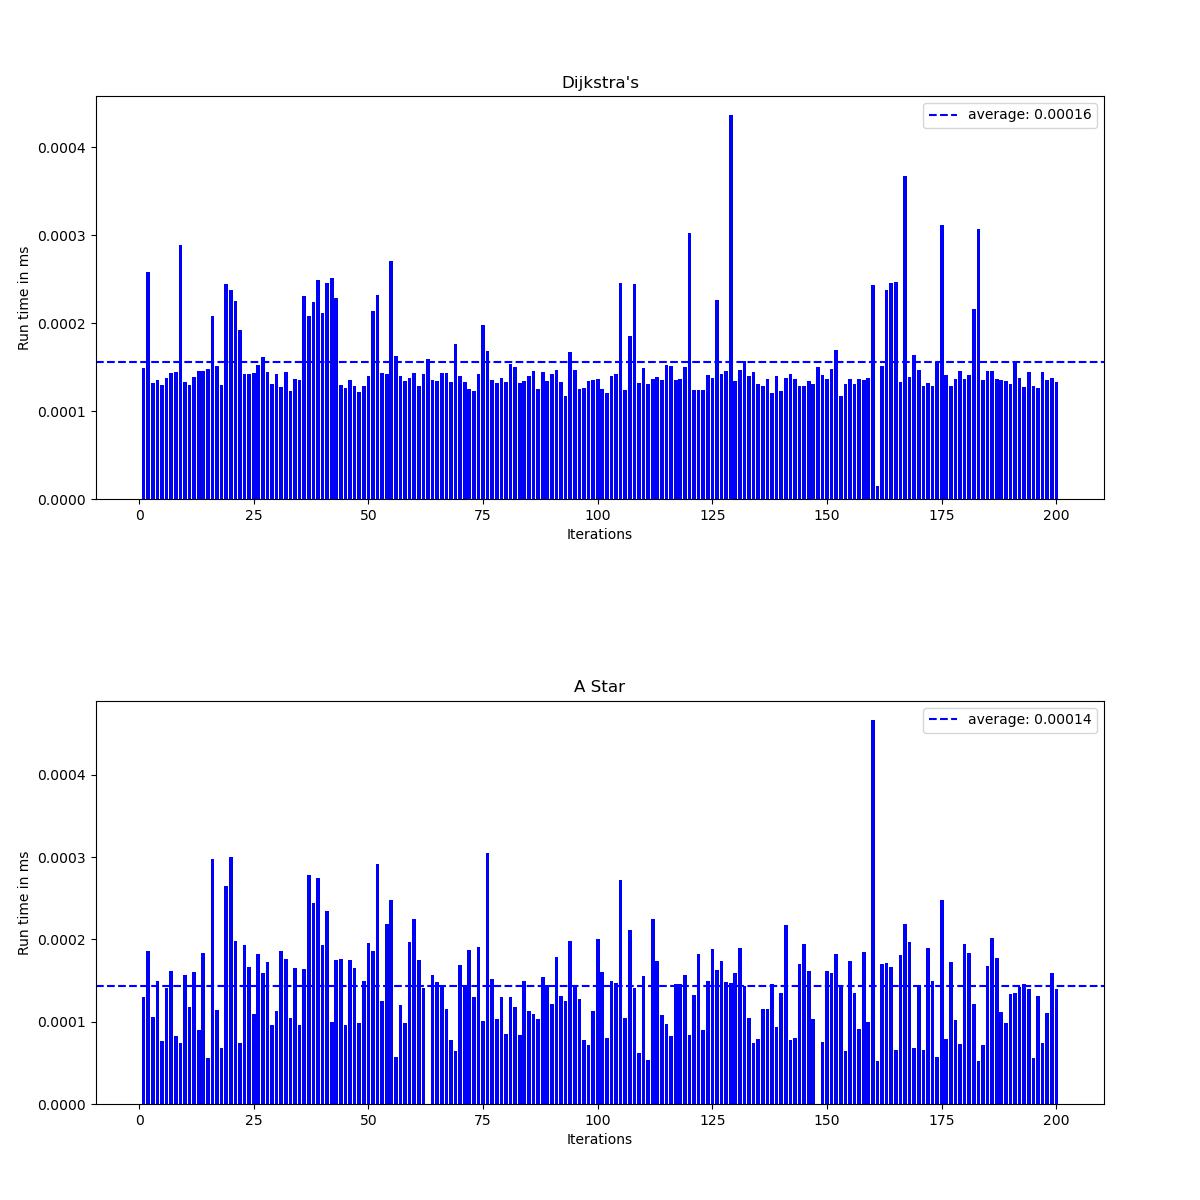 Dijkstra's
average: 0.00016
Run time in ms
0.0004
0.0003
0.0002
0.0001
0.0000
0 25 50 75 100 125 150 175 200
Iterations
A Star
average: 0.00014
Run time in ms
0.0004
0.0003
0.0002
0.0001
0.0000
0 25 50 75 100 125 150 175 200
Iterations